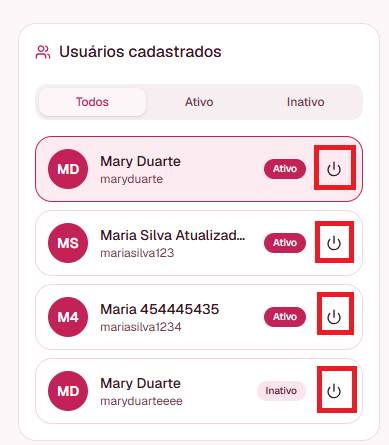 Usuários cadastrados
Todos
Ativo
Inativo
MD
Mary Duarte
maryduarte
Ativo
MS
Maria Silva Atualizad...
mariasilva123
Ativo
M4
Maria 454445435
mariasilva1234
Ativo
MD
Mary Duarte
maryduarteeee
Inativo